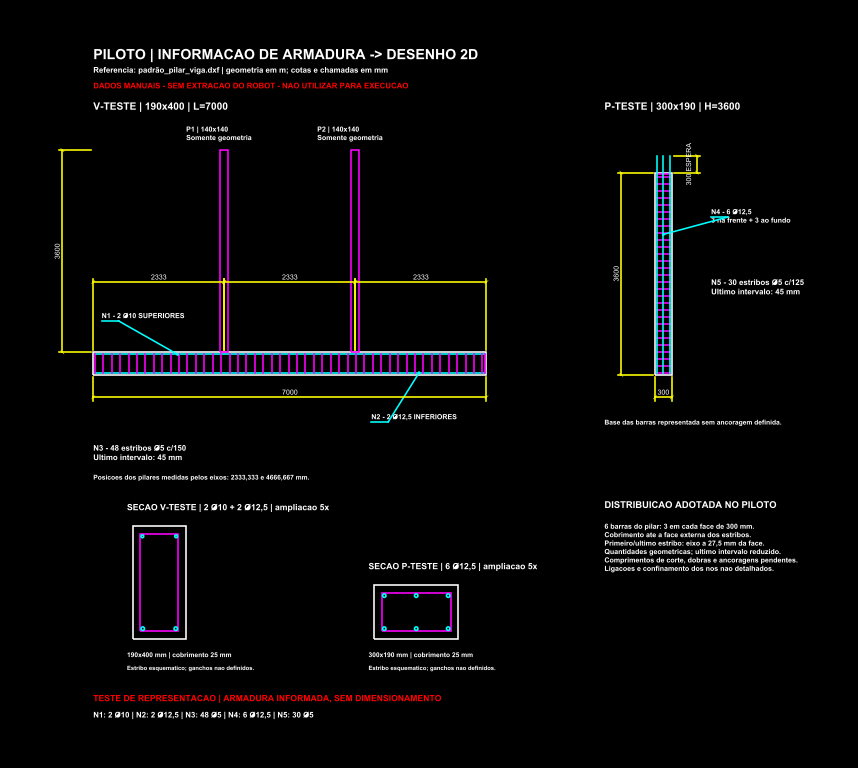 PILOTO | INFORMACAO DE ARMADURA -> DESENHO 2D
Referencia: padrão_pilar_viga.dxf | geometria em m; cotas e chamadas em mm
DADOS MANUAIS - SEM EXTRACAO DO ROBOT - NAO UTILIZAR PARA EXECUCAO
V-TESTE | 190x400 | L=7000
P1 | 140x140
Somente geometria
P2 | 140x140
Somente geometria
3600
2333
2333
2333
N1 - 2 Ø10 SUPERIORES
7000
N2 - 2 Ø12,5 INFERIORES
N3 - 48 estribos Ø5 c/150
Ultimo intervalo: 45 mm
Posicoes dos pilares medidas pelos eixos: 2333,333 e 4666,667 mm.
P-TESTE | 300x190 | H=3600
300 ESPERA
N4 - 6 Ø12,5
3 na frente + 3 ao fundo
3600
N5 - 30 estribos Ø5 c/125
Ultimo intervalo: 45 mm
300
Base das barras representada sem ancoragem definida.
SECAO V-TESTE | 2 Ø10 + 2 Ø12,5 | ampliacao 5x
190x400 mm | cobrimento 25 mm
Estribo esquematico; ganchos nao definidos.
SECAO P-TESTE | 6 Ø12,5 | ampliacao 5x
300x190 mm | cobrimento 25 mm
Estribo esquematico; ganchos nao definidos.
DISTRIBUICAO ADOTADA NO PILOTO
6 barras do pilar: 3 em cada face de 300 mm.
Cobrimento ate a face externa dos estribos.
Primeiro/ultimo estribo: eixo a 27,5 mm da face.
Quantidades geometricas; ultimo intervalo reduzido.
Comprimentos de corte, dobras e ancoragens pendentes.
Ligacoes e confinamento dos nos nao detalhados.
TESTE DE REPRESENTACAO | ARMADURA INFORMADA, SEM DIMENSIONAMENTO
N1: 2 Ø10 | N2: 2 Ø12,5 | N3: 48 Ø5 | N4: 6 Ø12,5 | N5: 30 Ø5